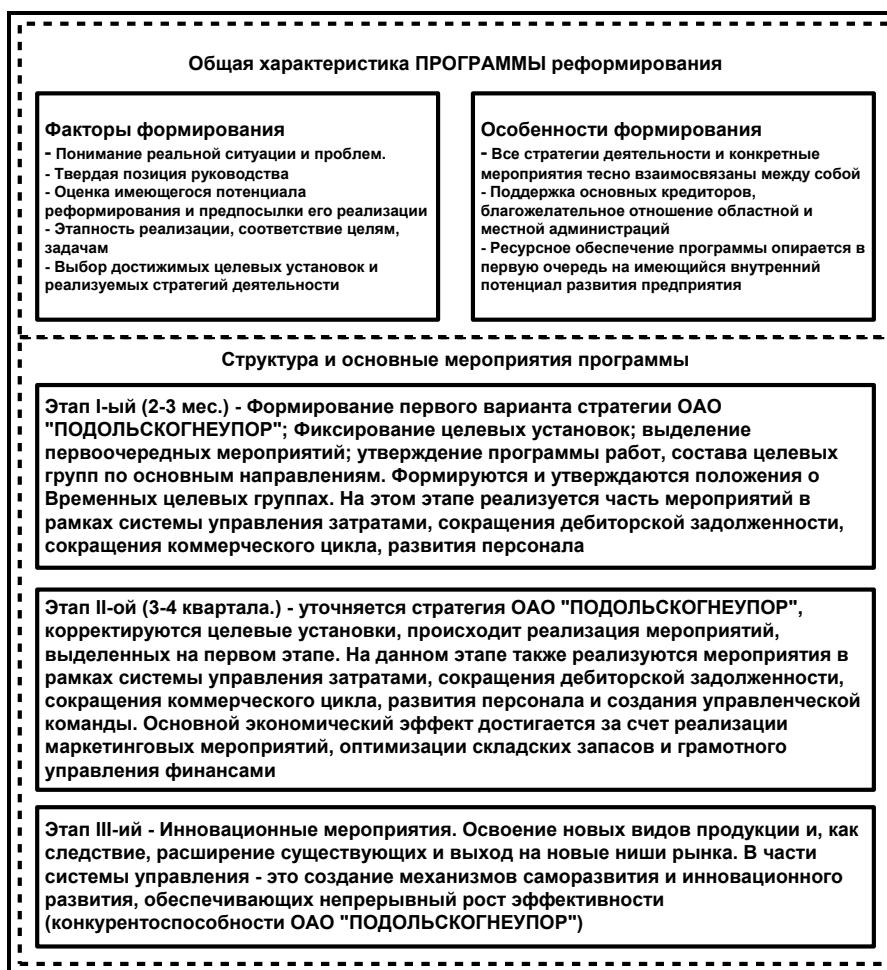 Общая характеристика ПРОГРАММЫ реформирования
Факторы формирования
- Понимание реальной ситуации и проблем.
- Твердая позиция руководства
- Оценка имеющегося потенциала
реформирования и предпосылки его реализации
- Этапность реализации, соответствие целям,
задачам
- Выбор достижимых целевых установок и
реализуемых стратегий деятельности
Особенности формирования
- Все стратегии деятельности и конкретные
мероприятия тесно взаимосвязаны между собой
- Поддержка основных кредиторов,
благожелательное отношение областной и
местной администраций
- Ресурсное обеспечение программы опирается в
первую очередь на имеющийся внутренний
потенциал развития предприятия
Структура и основные мероприятия программы
Этап I-ый (2-3 мес.) - Формирование первого варианта стратегии ОАО
"ПОДОЛЬСКОГНЕУПОР"; Фиксирование целевых установок; выделение
первоочередных мероприятий; утверждение программы работ, состава целевых
групп по основным направлениям. Формируются и утверждаются положения о
Временных целевых группах. На этом этапе реализуется часть мероприятий в
рамках системы управления затратами, сокращения дебиторской задолженности,
сокращения коммерческого цикла, развития персонала
Этап II-ой (3-4 квартала.) - уточняется стратегия ОАО "ПОДОЛЬСКОГНЕУПОР",
корректируются целевые установки, происходит реализация мероприятий,
выделенных на первом этапе. На данном этапе также реализуются мероприятия в
рамках системы управления затратами, сокращения дебиторской задолженности,
сокращения коммерческого цикла, развития персонала и создания управленческой
команды. Основной экономический эффект достигается за счет реализации
маркетинговых мероприятий, оптимизации складских запасов и грамотного
управления финансами
Этап III-ий - Инновационные мероприятия. Освоение новых видов продукции и, как
следствие, расширение существующих и выход на новые ниши рынка. В части
системы управления - это создание механизмов саморазвития и инновационного
развития, обеспечивающих непрерывный рост эффективности
(конкурентоспособности ОАО "ПОДОЛЬСКОГНЕУПОР")